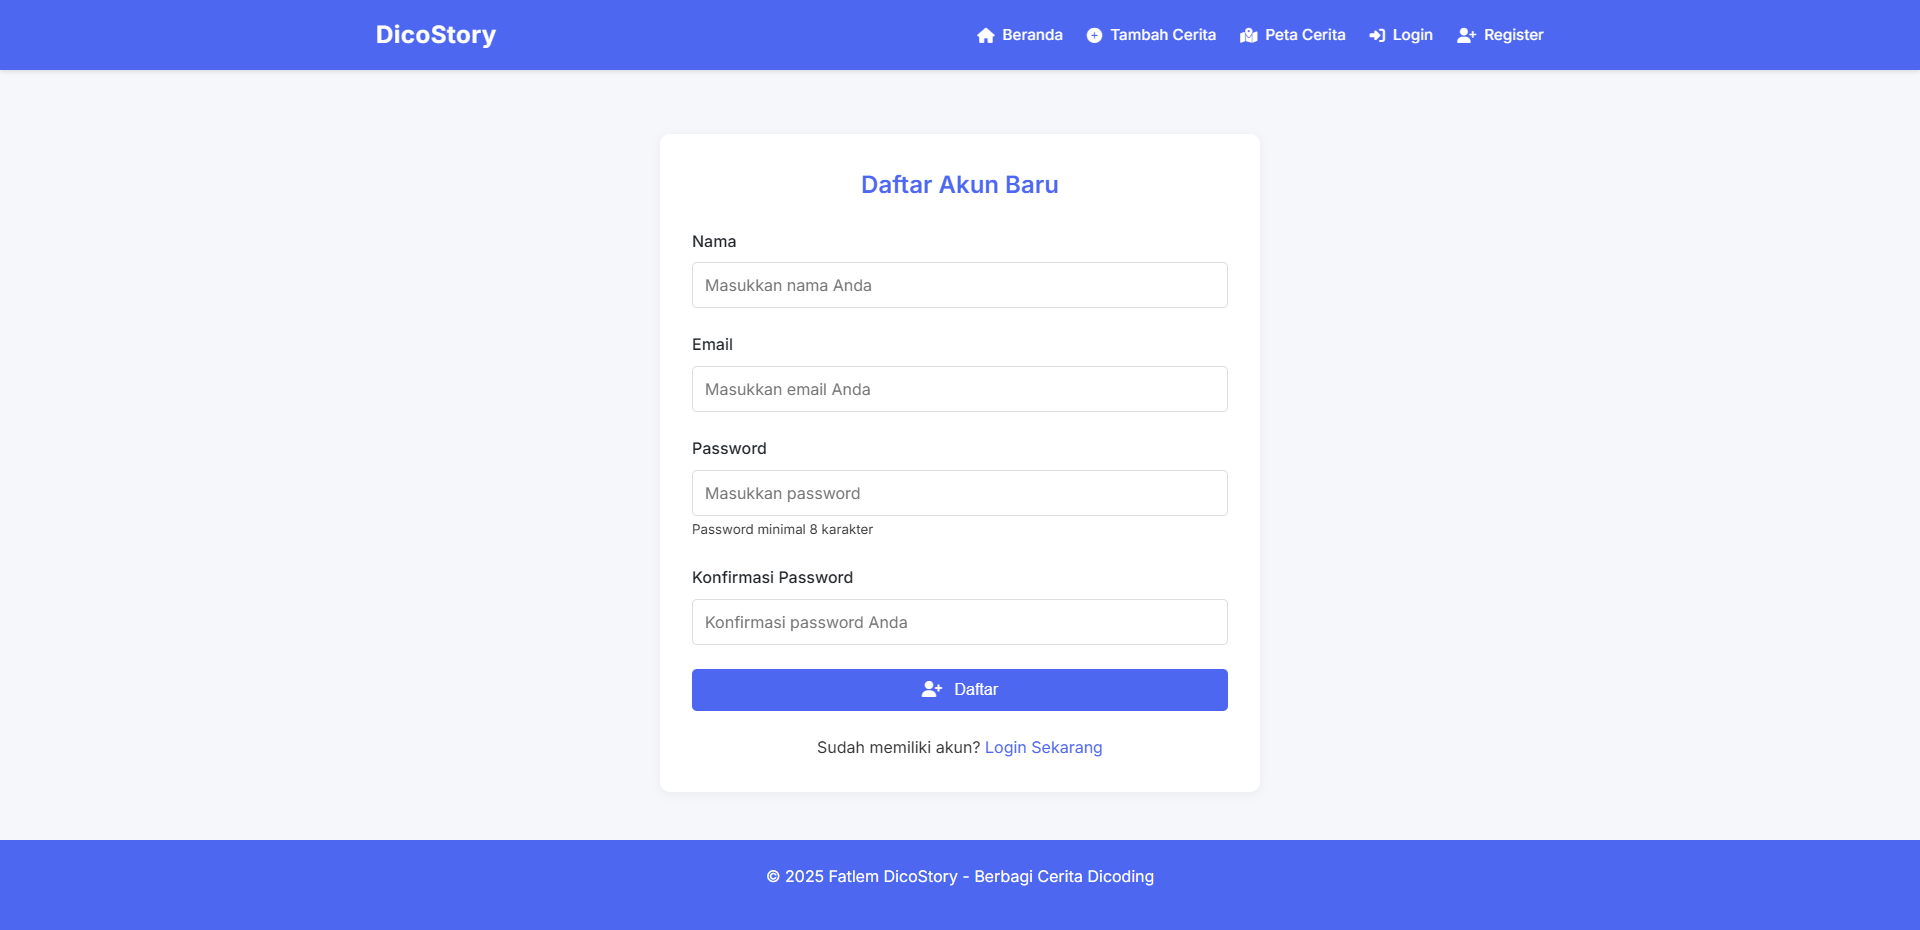 DicoStory
Beranda
Tambah Cerita
Peta Cerita
Login
Register
Daftar Akun Baru
Nama
Masukkan nama Anda
Email
Masukkan email Anda
Password
Masukkan password
Password minimal 8 karakter
Konfirmasi Password
Konfirmasi password Anda
Daftar
Sudah memiliki akun? Login Sekarang
© 2025 Fatlem DicoStory - Berbagi Cerita Dicoding